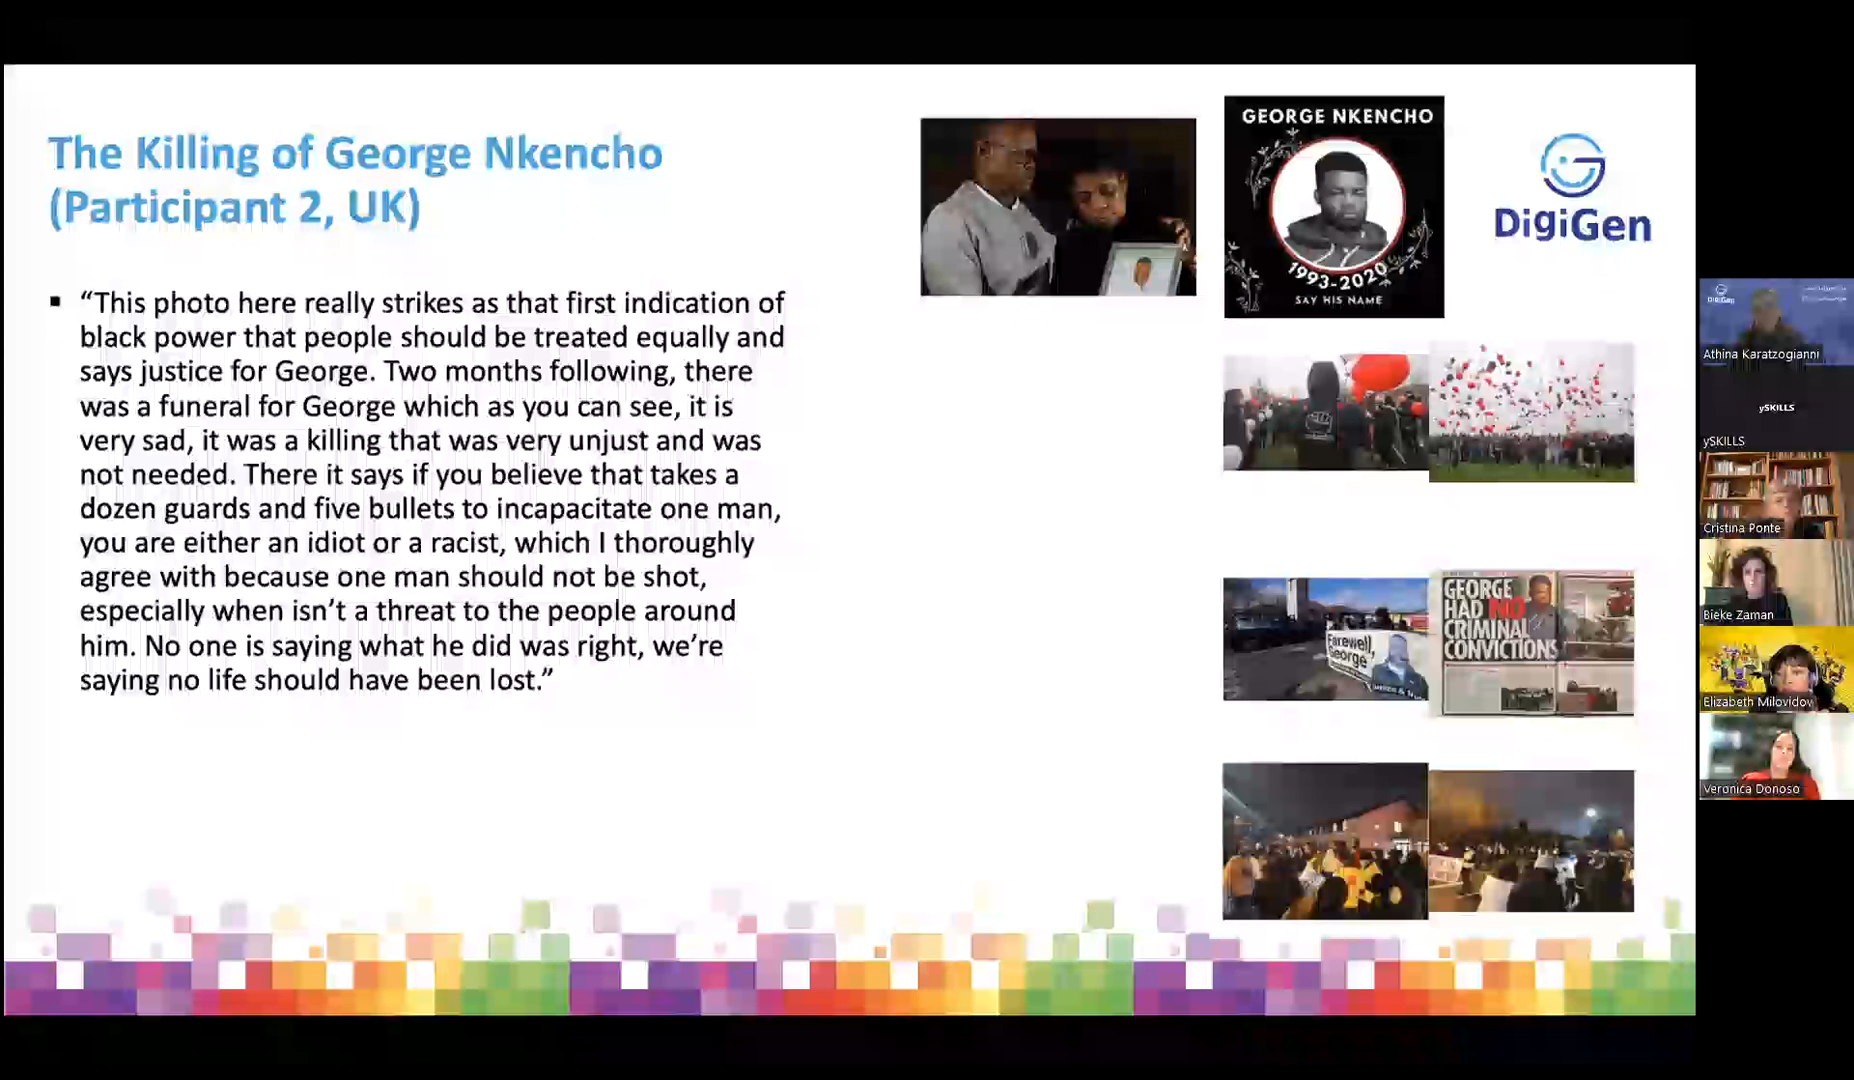 The Killing of George Nkencho
(Participant 2, UK)
▪ “This photo here really strikes as that first indication of
black power that people should be treated equally and
says justice for George. Two months following, there
was a funeral for George which as you can see, it is
very sad, it was a killing that was very unjust and was
not needed. There it says if you believe that takes a
dozen guards and five bullets to incapacitate one man,
you are either an idiot or a racist, which I thoroughly
agree with because one man should not be shot,
especially when isn’t a threat to the people around
him. No one is saying what he did was right, we’re
saying no life should have been lost.”
GEORGE NKENCHO
1993-2020
SAY HIS NAME
DigiGen
Farewell,
George
GEORGE
HAD NO
CRIMINAL
CONVICTIONS
DigiGen
Athina Karatzogianni
ySKILLS
ySKILLS
Cristina Ponte
Bieke Zaman
Elizabeth Milovidov
Veronica Donoso